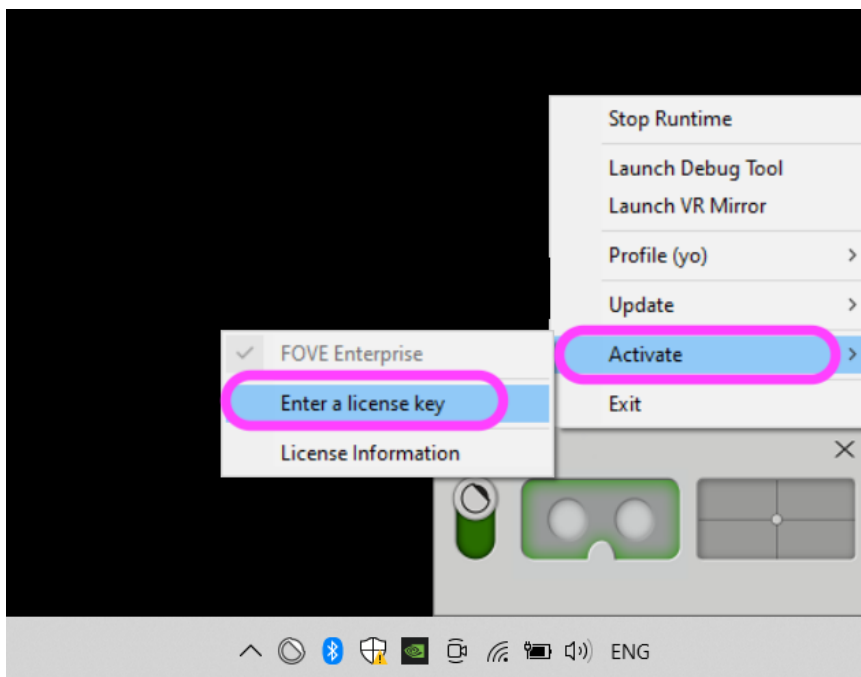 Stop Runtime
Launch Debug Tool
Launch VR Mirror
Profile (yo)
Update
Activate
Exit
FOVE Enterprise
Enter a license key
License Information
ENG